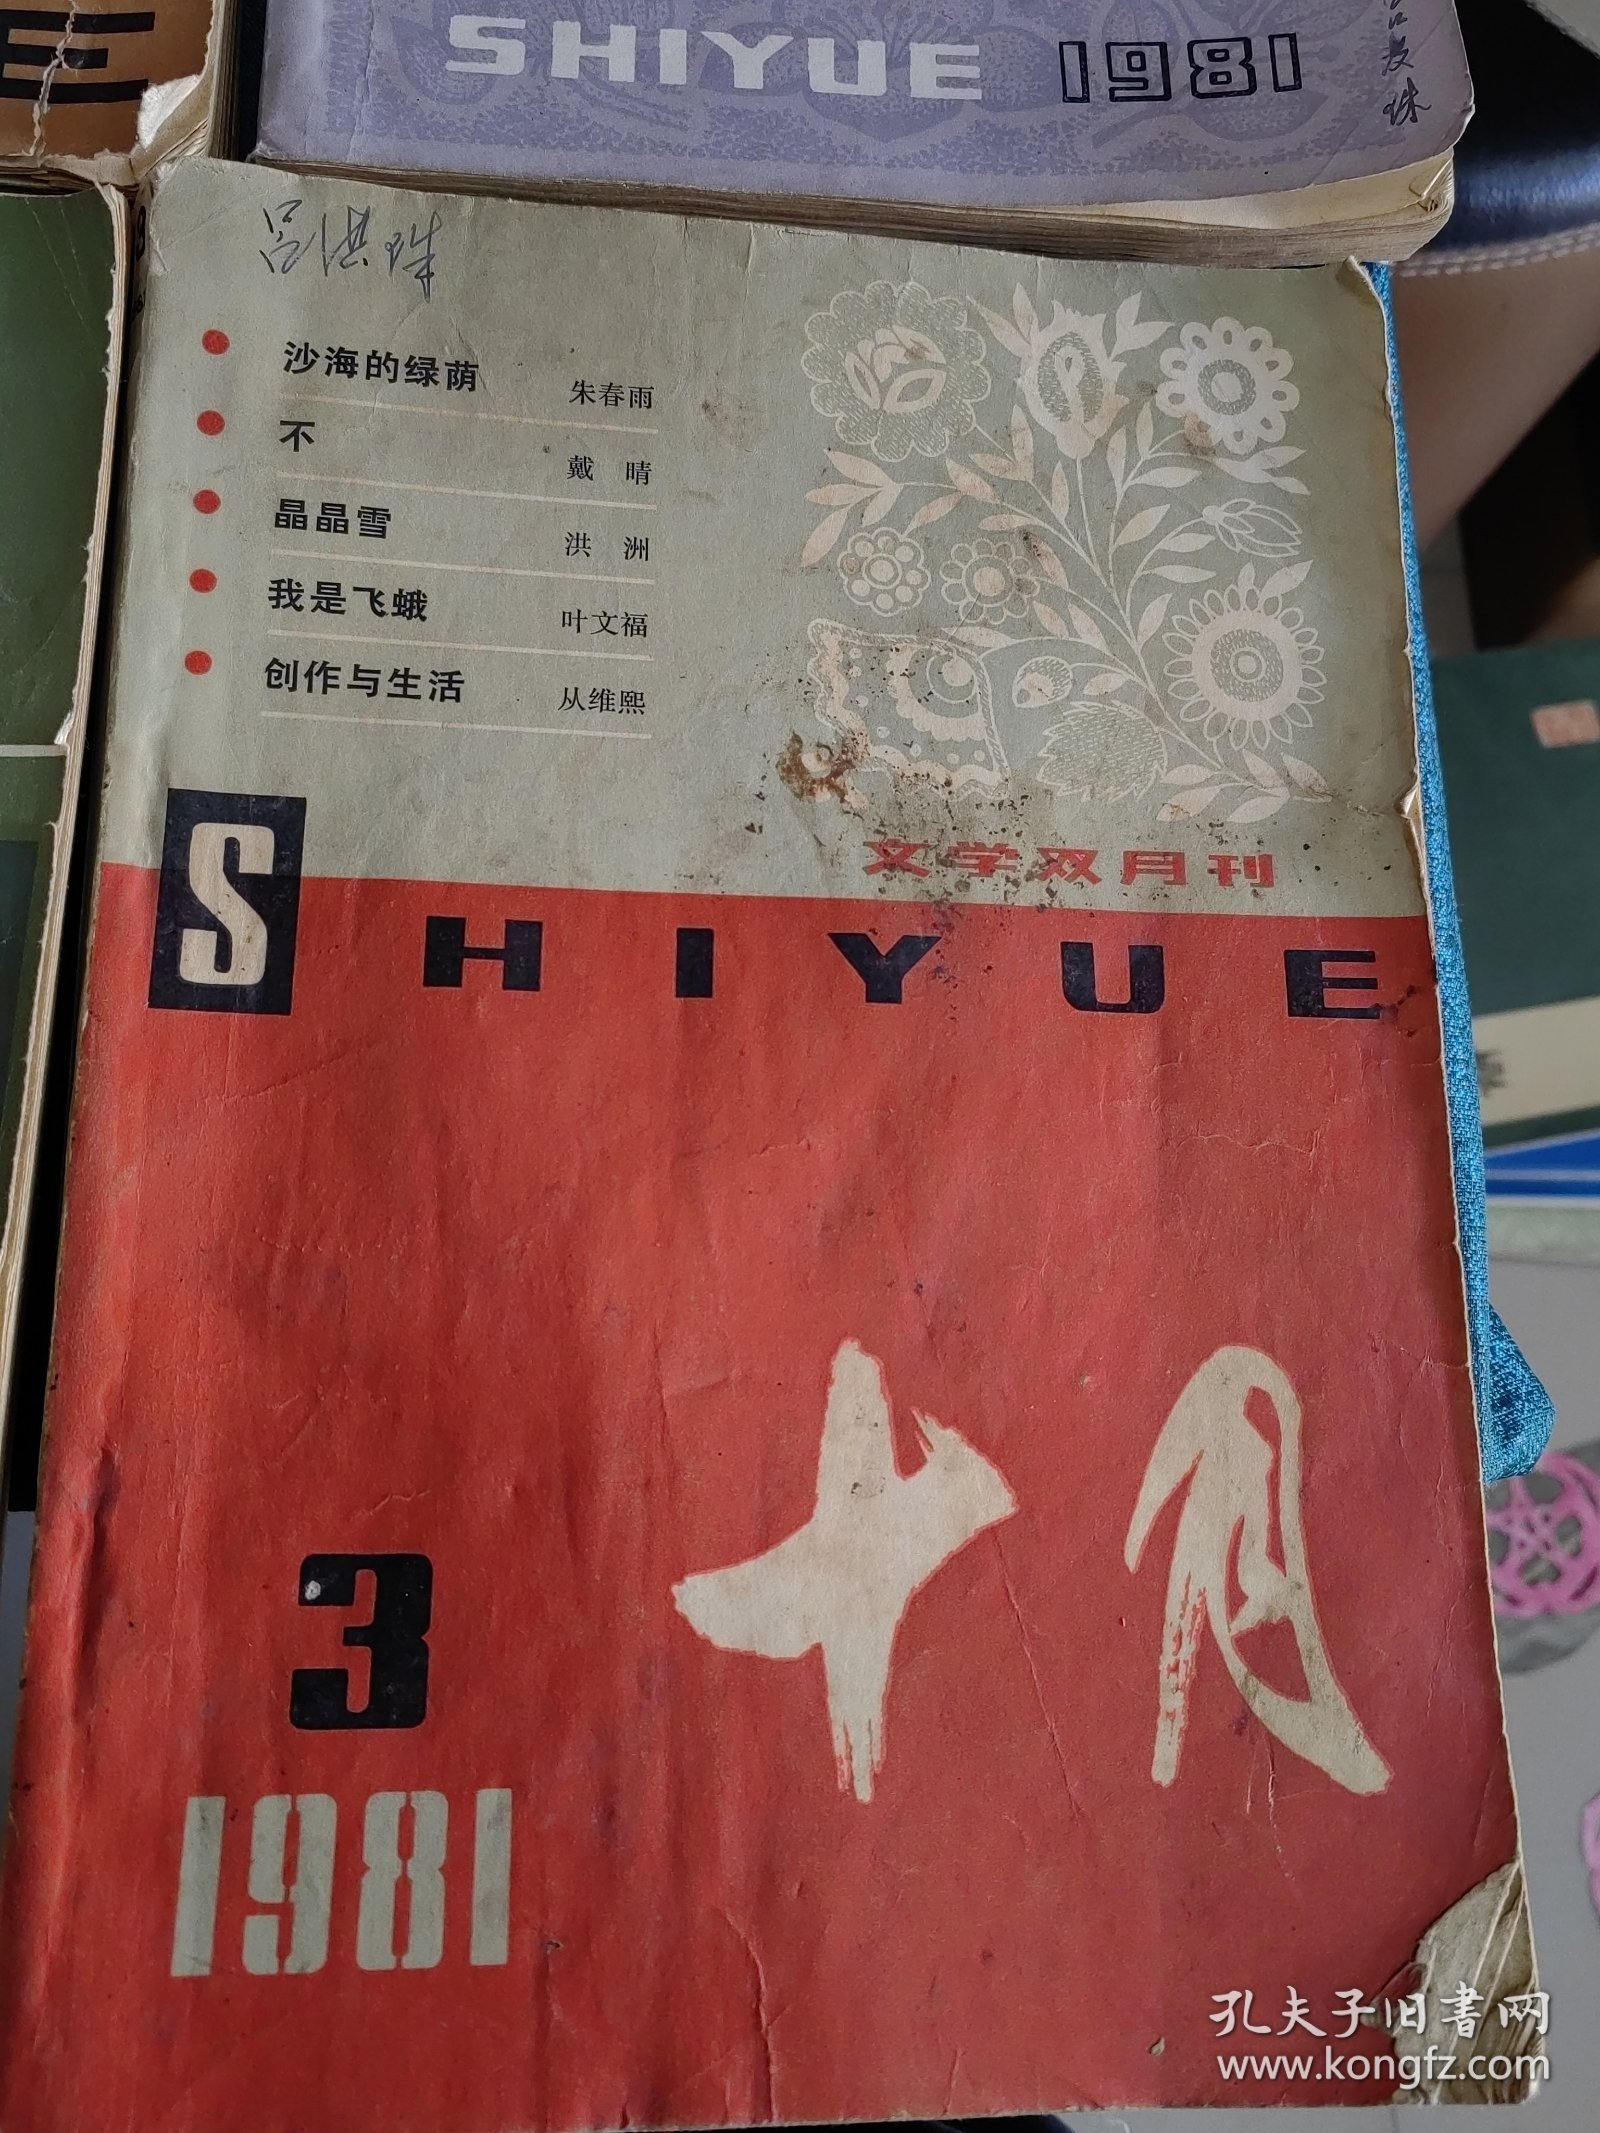 E
SHIYUE 1981
吕洪珠
沙海的绿荫 朱春雨
不 戴 晴
晶晶雪 洪 洲
我是飞蛾 叶文福
创作与生活 从维熙
文学双月刊
SHIYUE
十月
3
1981
孔夫子旧书网
www.kongfz.com